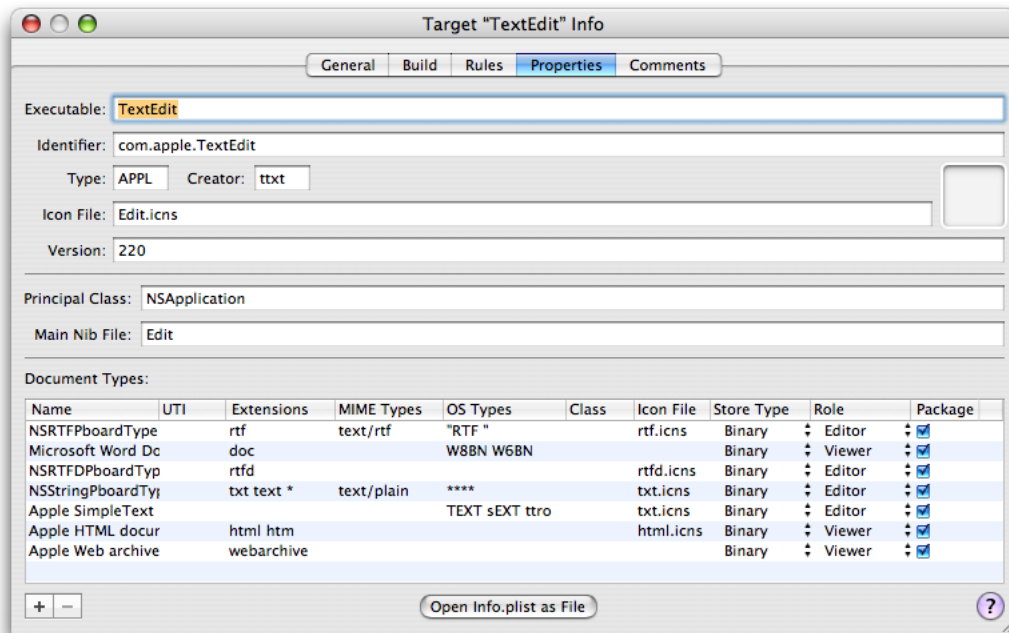 Target “TextEdit” Info
General Build Rules Properties Comments
Executable: TextEdit
Identifier: com.apple.TextEdit
Type: APPL Creator: ttxt
Icon File: Edit.icns
Version: 220
Principal Class: NSApplication
Main Nib File: Edit
Document Types:
Name UTI Extensions MIME Types OS Types Class Icon File Store Type Role Package
NSRTFPboardType rtf text/rtf "RTF " rtf.icns Binary Editor
Microsoft Word Do doc W8BN W6BN Binary Viewer
NSRTFDPboardTyp rtfd rtfd.icns Binary Editor
NSStringPboardTy txt text * text/plain **** txt.icns Binary Editor
Apple SimpleText TEXT sEXT ttro txt.icns Binary Editor
Apple HTML docur html htm html.icns Binary Viewer
Apple Web archive webarchive Binary Viewer
+ − Open Info.plist as File ?